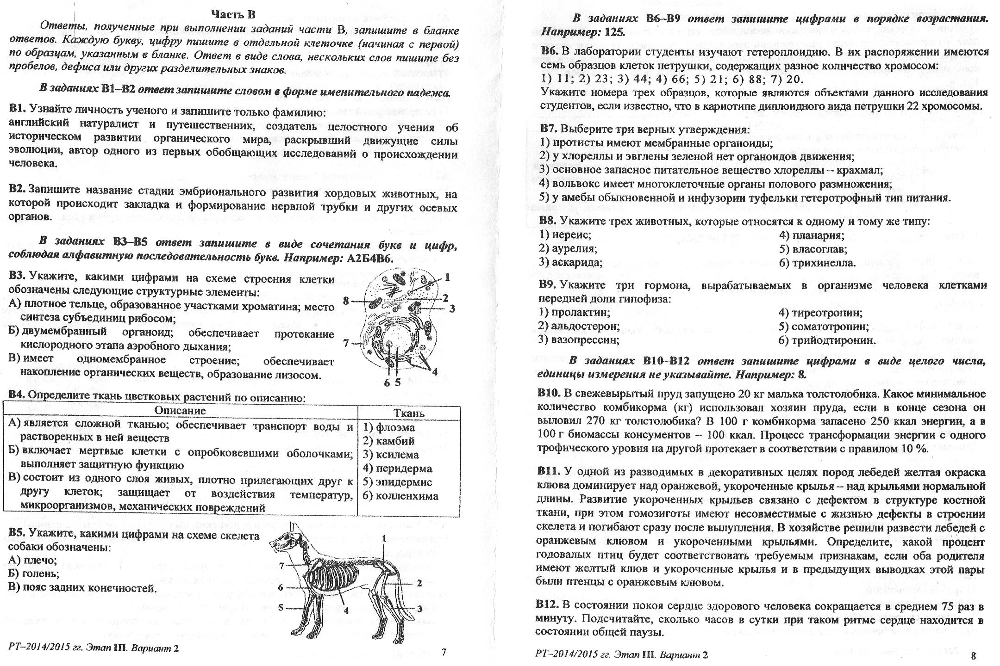 Часть В
Ответы, полученные при выполнении заданий части В, запишите в бланке
ответов. Каждую букву, цифру пишите в отдельной клеточке (начиная с первой)
по образцам, указанным в бланке. Ответ в виде слова, нескольких слов пишите без
пробелов, дефиса или других разделительных знаков.
В заданиях В1–В2 ответ запишите словом в форме именительного падежа.
В1. Узнайте личность ученого и запишите только фамилию:
английский натуралист и путешественник, создатель целостного учения об
историческом развитии органического мира, раскрывший движущие силы
эволюции, автор одного из первых обобщающих исследований о происхождении
человека.
В2. Запишите название стадии эмбрионального развития хордовых животных, на
которой происходит закладка и формирование нервной трубки и других осевых
органов.
В заданиях В3–В5 ответ запишите в виде сочетания букв и цифр,
соблюдая алфавитную последовательность букв. Например: А2Б4В6.
В3. Укажите, какими цифрами на схеме строения клетки
обозначены следующие структурные элементы:
А) плотное тельце, образованное участками хроматина; место
синтеза субъединиц рибосом;
Б) двумембранный органоид; обеспечивает протекание
кислородного этапа аэробного дыхания;
В) имеет одномембранное строение; обеспечивает
накопление органических веществ, образование лизосом.
1
2
3
8
7
4
6 5
В4. Определите ткань цветковых растений по описанию:
Описание
Ткань
А) является сложной тканью; обеспечивает транспорт воды и
растворенных в ней веществ
Б) включает мертвые клетки с опробковевшими оболочками;
выполняет защитную функцию
В) состоит из одного слоя живых, плотно прилегающих друг к
другу клеток; защищает от воздействия температур,
микроорганизмов, механических повреждений
1) флоэма
2) камбий
3) ксилема
4) перидерма
5) эпидермис
6) колленхима
В5. Укажите, какими цифрами на схеме скелета
собаки обозначены:
А) плечо;
Б) голень;
В) пояс задних конечностей.
1
7
2
6
5
4
3
РТ–2014/2015 гг. Этап III. Вариант 2
7
В заданиях В6–В9 ответ запишите цифрами в порядке возрастания.
Например: 125.
В6. В лаборатории студенты изучают гетероплоидию. В их распоряжении имеются
семь образцов клеток петрушки, содержащих разное количество хромосом:
1) 11; 2) 23; 3) 44; 4) 66; 5) 21; 6) 88; 7) 20.
Укажите номера трех образцов, которые являются объектами данного исследования
студентов, если известно, что в кариотипе диплоидного вида петрушки 22 хромосомы.
В7. Выберите три верных утверждения:
1) протисты имеют мембранные органоиды;
2) у хлореллы и эвглены зеленой нет органоидов движения;
3) основное запасное питательное вещество хлореллы – крахмал;
4) вольвокс имеет многоклеточные органы полового размножения;
5) у амебы обыкновенной и инфузории туфельки гетеротрофный тип питания.
В8. Укажите трех животных, которые относятся к одному и тому же типу:
1) нереис;
2) аурелия;
3) аскарида;
4) планария;
5) власоглав;
6) трихинелла.
В9. Укажите три гормона, вырабатываемых в организме человека клетками
передней доли гипофиза:
1) пролактин;
2) альдостерон;
3) вазопрессин;
4) тиреотропин;
5) соматотропин;
6) трийодтиронин.
В заданиях В10–В12 ответ запишите цифрами в виде целого числа,
единицы измерения не указывайте. Например: 8.
В10. В свежевырытый пруд запущено 20 кг малька толстолобика. Какое минимальное
количество комбикорма (кг) использовал хозяин пруда, если в конце сезона он
выловил 270 кг толстолобика? В 100 г комбикорма запасено 250 ккал энергии, а в
100 г биомассы консументов – 100 ккал. Процесс трансформации энергии с одного
трофического уровня на другой протекает в соответствии с правилом 10 %.
В11. У одной из разводимых в декоративных целях пород лебедей желтая окраска
клюва доминирует над оранжевой, укороченные крылья – над крыльями нормальной
длины. Развитие укороченных крыльев связано с дефектом в структуре костной
ткани, при этом гомозиготы имеют несовместимые с жизнью дефекты в строении
скелета и погибают сразу после вылупления. В хозяйстве решили развести лебедей с
оранжевым клювом и укороченными крыльями. Определите, какой процент
годовалых птиц будет соответствовать требуемым признакам, если оба родителя
имеют желтый клюв и укороченные крылья и в предыдущих выводках этой пары
были птенцы с оранжевым клювом.
В12. В состоянии покоя сердце здорового человека сокращается в среднем 75 раз в
минуту. Подсчитайте, сколько часов в сутки при таком ритме сердце находится в
состоянии общей паузы.
РТ–2014/2015 гг. Этап III. Вариант 2
8